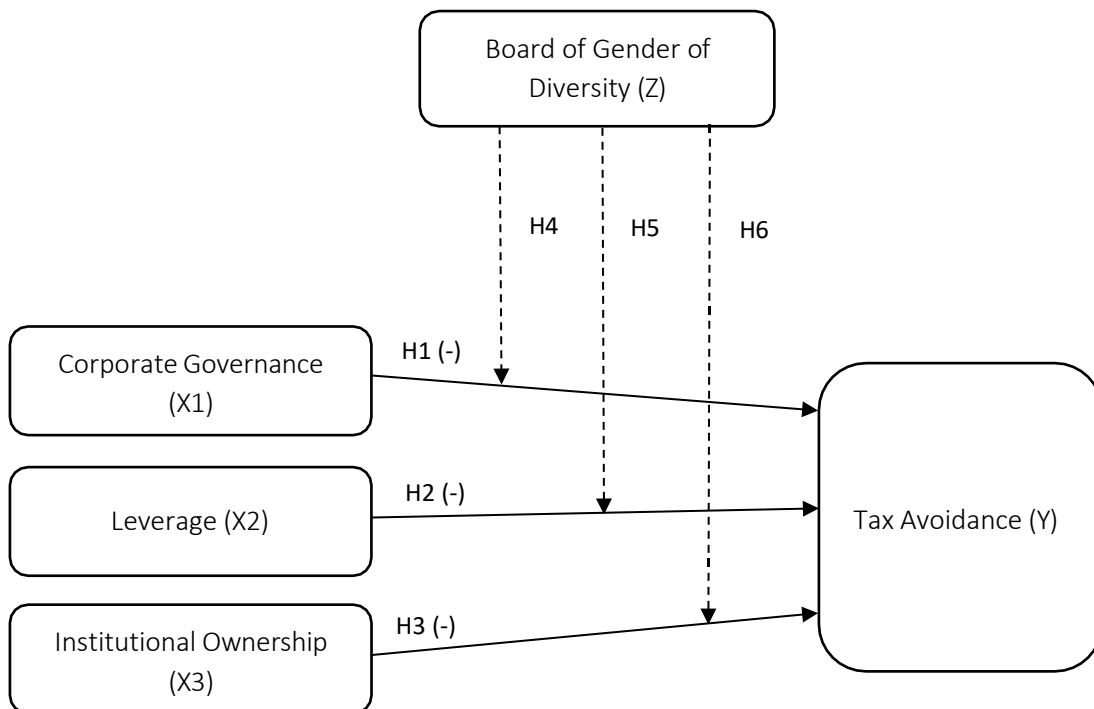 Board of Gender of
Diversity (Z)
H4
H5
H6
Corporate Governance
(X1)
H1 (-)
Leverage (X2)
H2 (-)
Institutional Ownership
(X3)
H3 (-)
Tax Avoidance (Y)